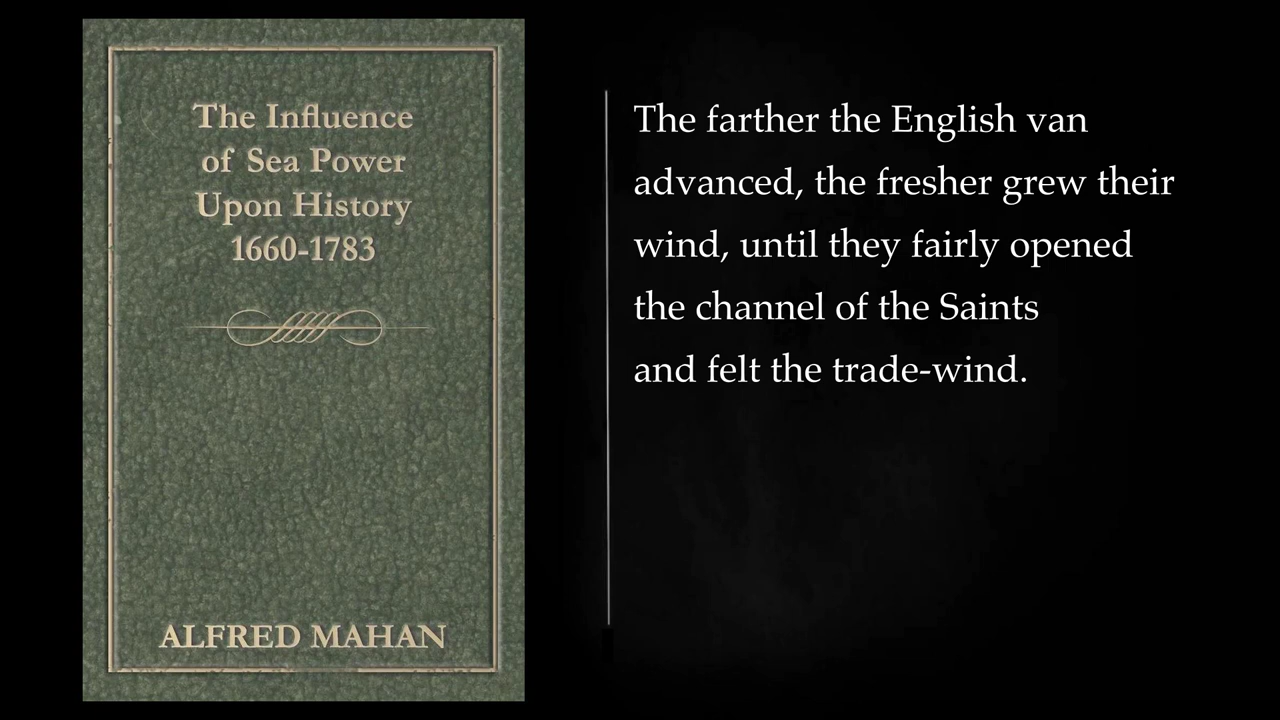 The Influence
of Sea Power
Upon History
1660-1783
ALFRED MAHAN
The farther the English van
advanced, the fresher grew their
wind, until they fairly opened
the channel of the Saints
and felt the trade-wind.